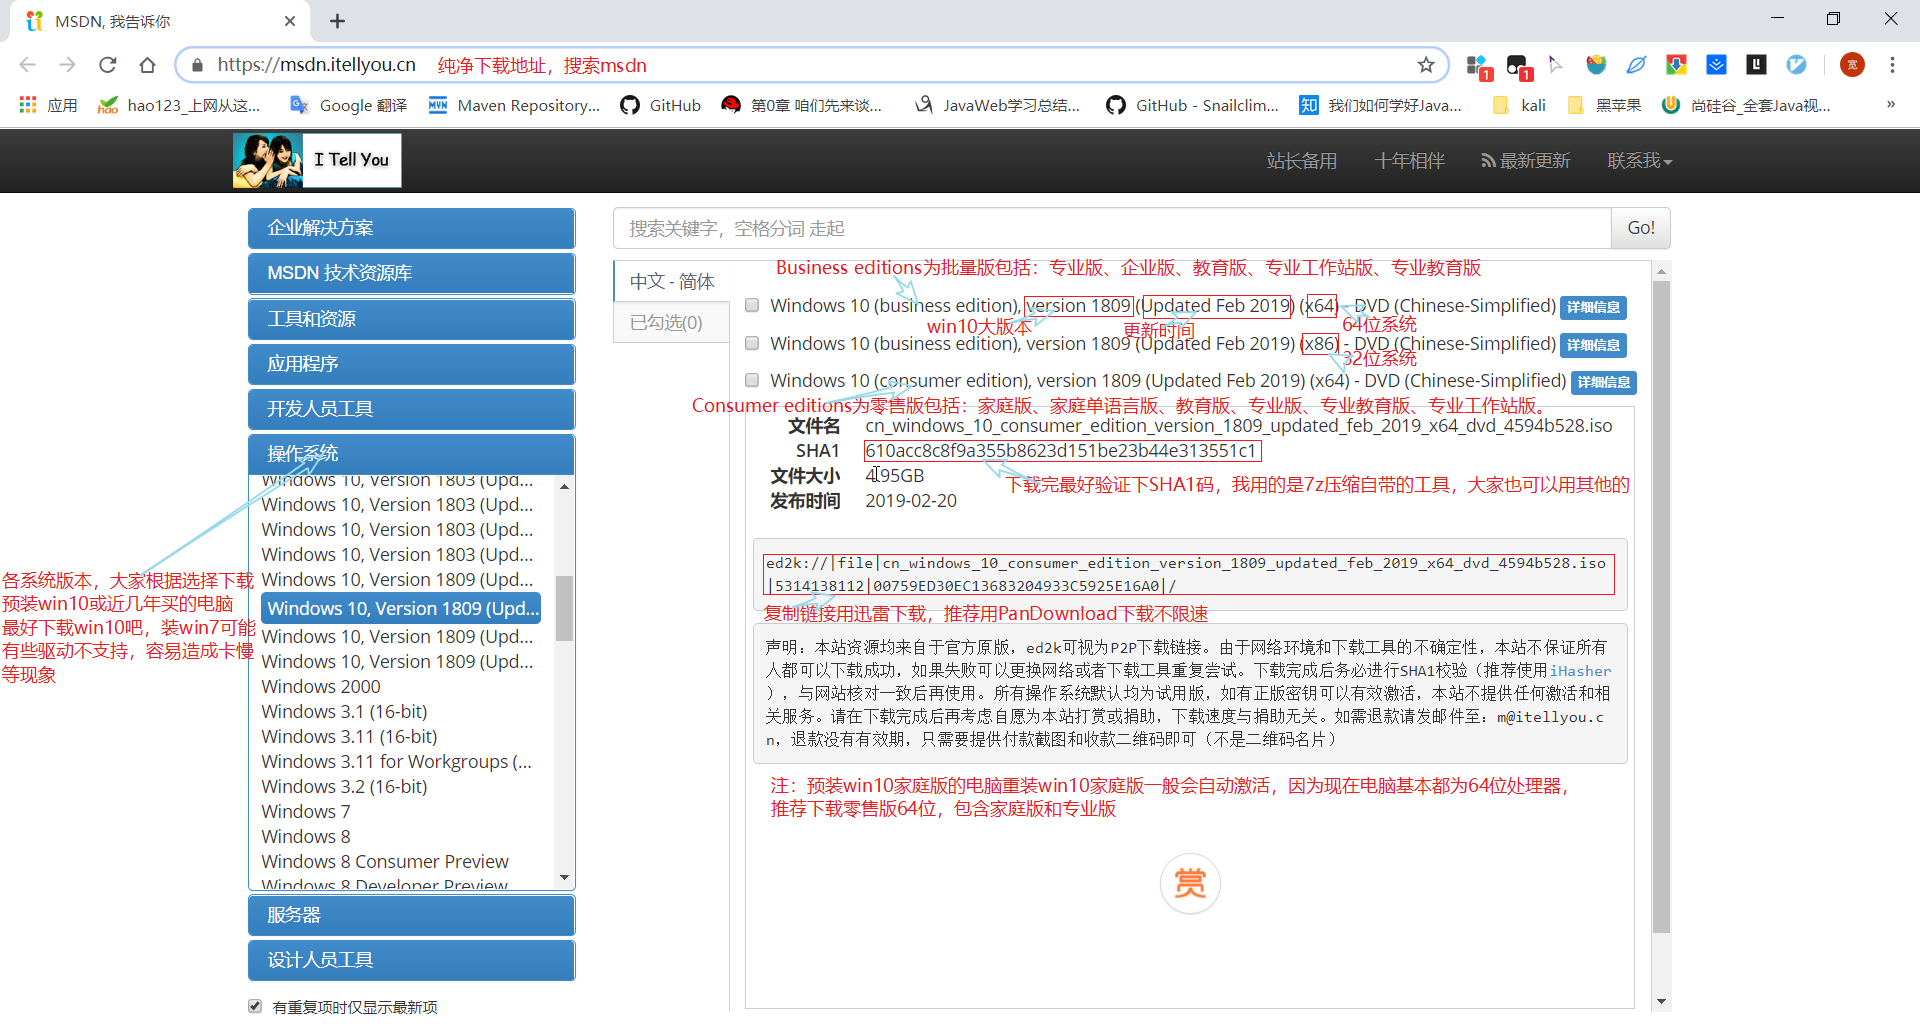 MSDN, 我告诉你
https://msdn.itellyou.cn 纯净下载地址，搜索msdn
1 1 宽
应用 hao123_上网从这... Google 翻译 Maven Repository... GitHub 第0章 咱们先来谈... JavaWeb学习总结... GitHub - Snailclim... 我们如何学好Java... kali 黑苹果 尚硅谷_全套Java视... »
I Tell You 站长备用 十年相伴 最新更新 联系我
企业解决方案
MSDN 技术资源库
工具和资源
应用程序
开发人员工具
操作系统
Windows 10, Version 1803 (Upd...
Windows 10, Version 1803 (Upd...
Windows 10, Version 1803 (Upd...
Windows 10, Version 1803 (Upd...
Windows 10, Version 1809 (Upd...
Windows 10, Version 1809 (Upd...
Windows 10, Version 1809 (Upd...
Windows 10, Version 1809 (Upd...
Windows 2000
Windows 3.1 (16-bit)
Windows 3.11 (16-bit)
Windows 3.11 for Workgroups (...
Windows 3.2 (16-bit)
Windows 7
Windows 8
Windows 8 Consumer Preview
Windows 8 Developer Preview
服务器
设计人员工具
有重复项时仅显示最新项
各系统版本，大家根据选择下载
预装win10或近几年买的电脑
最好下载win10吧，装win7可能
有些驱动不支持，容易造成卡慢
等现象
搜索关键字，空格分词 走起 Go!
中文 - 简体
已勾选(0)
Business editions为批量版包括：专业版、企业版、教育版、专业工作站版、专业教育版
Windows 10 (business edition), version 1809 (Updated Feb 2019) (x64) - DVD (Chinese-Simplified) 详细信息
win10大版本 更新时间 64位系统
Windows 10 (business edition), version 1809 (Updated Feb 2019) (x86) - DVD (Chinese-Simplified) 详细信息
32位系统
Windows 10 (consumer edition), version 1809 (Updated Feb 2019) (x64) - DVD (Chinese-Simplified) 详细信息
Consumer editions为零售版包括：家庭版、家庭单语言版、教育版、专业版、专业教育版、专业工作站版。
文件名 cn_windows_10_consumer_edition_version_1809_updated_feb_2019_x64_dvd_4594b528.iso
SHA1 610acc8c8f9a355b8623d151be23b44e313551c1
文件大小 4.95GB
下载完最好验证下SHA1码，我用的是7z压缩自带的工具，大家也可以用其他的
发布时间 2019-02-20
ed2k://|file|cn_windows_10_consumer_edition_version_1809_updated_feb_2019_x64_dvd_4594b528.iso
|5314138112|00759ED30EC13683204933C5925E16A0|/
复制链接用迅雷下载，推荐用PanDownload下载不限速
声明：本站资源均来自于官方原版，ed2k可视为P2P下载链接。由于网络环境和下载工具的不确定性，本站不保证所有
人都可以下载成功，如果失败可以更换网络或者下载工具重复尝试。下载完成后务必进行SHA1校验（推荐使用iHasher
），与网站核对一致后再使用。所有操作系统默认均为试用版，如有正版密钥可以有效激活，本站不提供任何激活和相
关服务。请在下载完成后再考虑自愿为本站打赏或捐助，下载速度与捐助无关。如需退款请发邮件至：m@itellyou.c
n，退款没有有效期，只需要提供付款截图和收款二维码即可（不是二维码名片）
注：预装win10家庭版的电脑重装win10家庭版一般会自动激活，因为现在电脑基本都为64位处理器，
推荐下载零售版64位，包含家庭版和专业版
赏